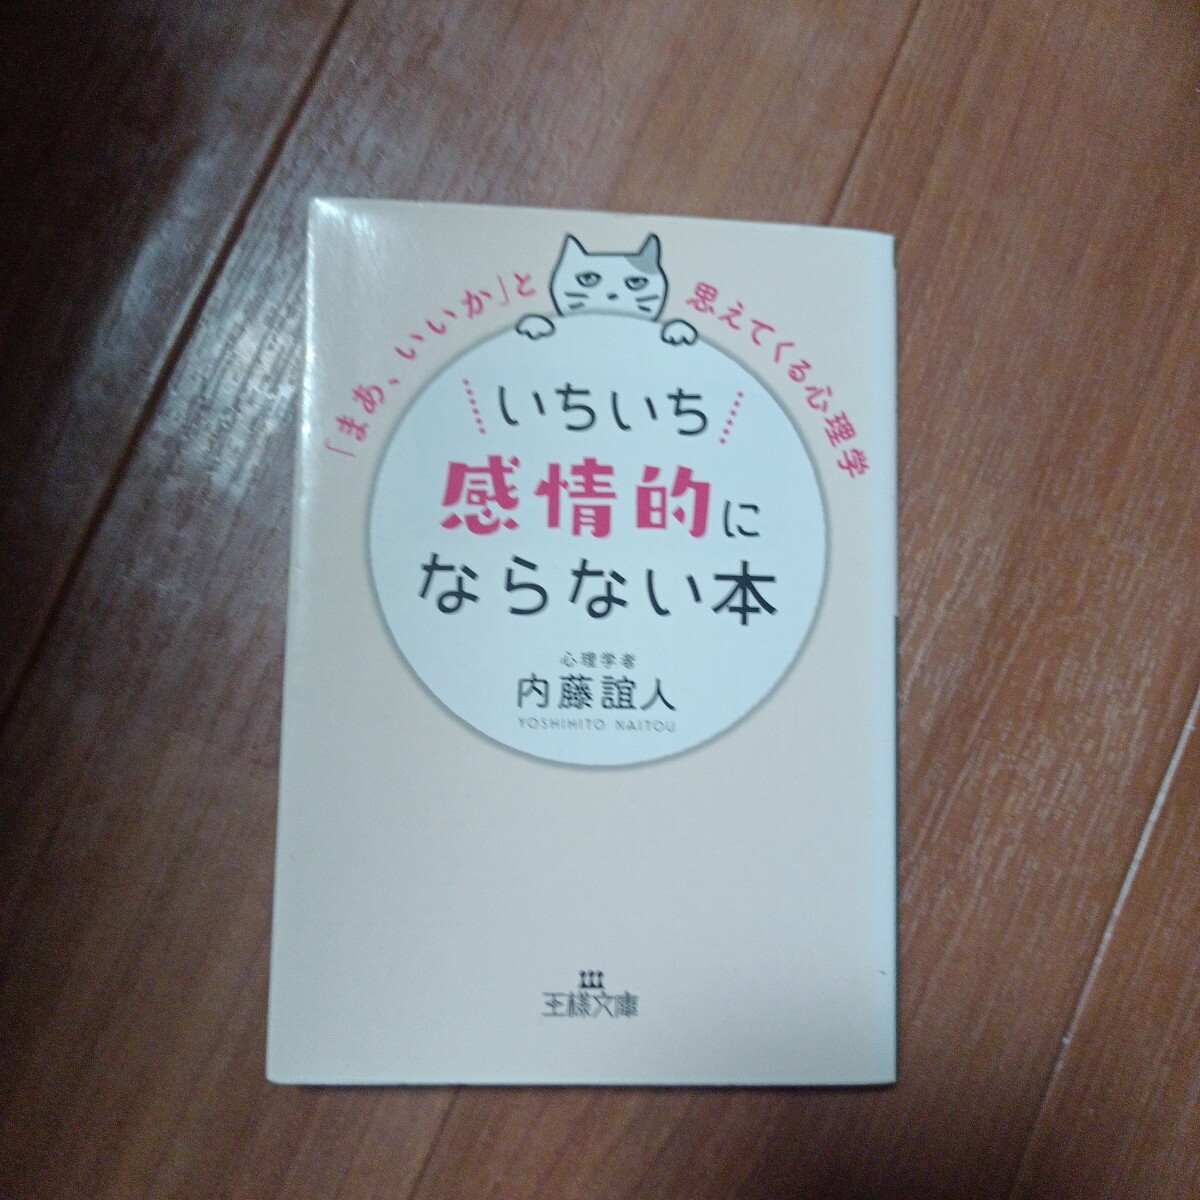 「まあ、いいか」と思えてくる心理学
いちいち
感情的に
ならない本
心理学者
内藤誼人
YOSHIHITO NAITOU
王様文庫